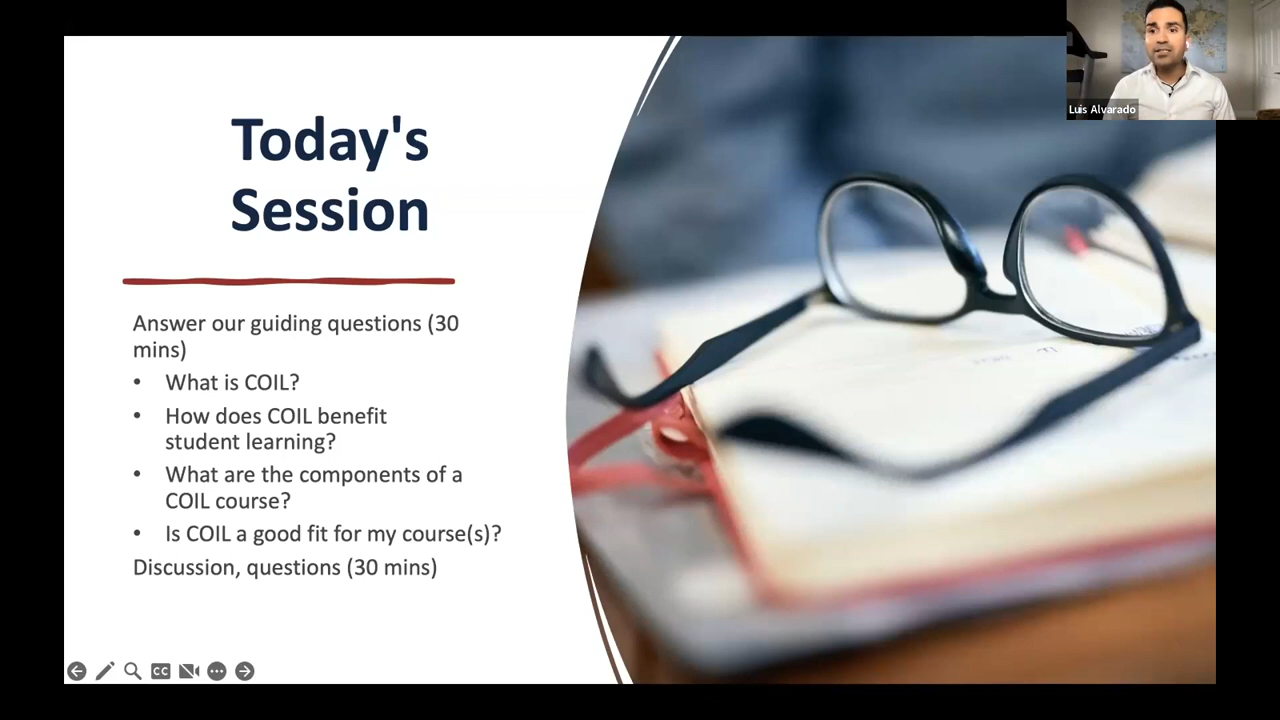 Luis Alvarado
Today's
Session
Answer our guiding questions (30
mins)
• What is COIL?
• How does COIL benefit
student learning?
• What are the components of a
COIL course?
• Is COIL a good fit for my course(s)?
Discussion, questions (30 mins)
CC